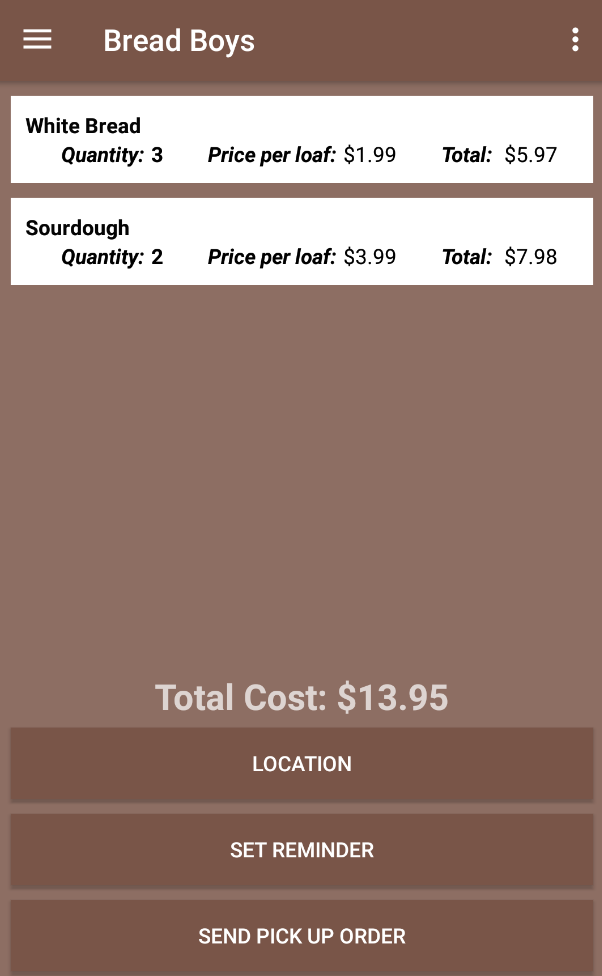 Bread Boys
White Bread
Quantity: 3 Price per loaf: $1.99 Total: $5.97
Sourdough
Quantity: 2 Price per loaf: $3.99 Total: $7.98
Total Cost: $13.95
LOCATION
SET REMINDER
SEND PICK UP ORDER